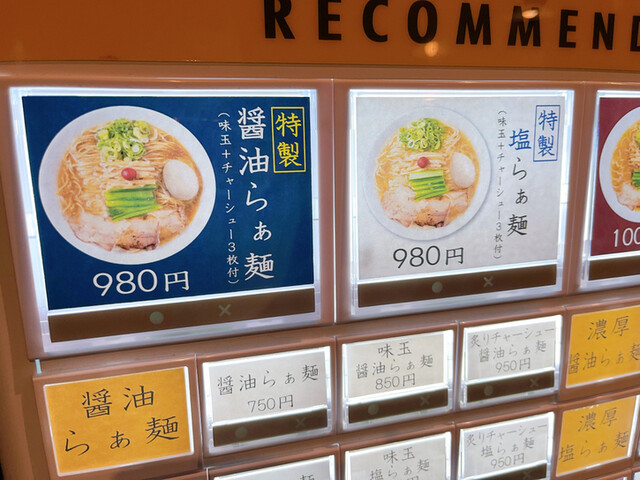 RECOMMEN
特製
醤油らぁ麺
(味玉+チャーシュー3枚付)
980円
特製
塩らぁ麺
(味玉+チャーシュー3枚付)
980円
100
醤油
らぁ麺
醤油らぁ麺
750円
味玉
醤油らぁ麺
850円
炙りチャーシュー
醤油らぁ麺
950円
濃厚
醤油らぁ麺
味玉
塩らぁ麺
炙りチャーシュー
塩らぁ麺
950円
濃厚
塩らぁ麺